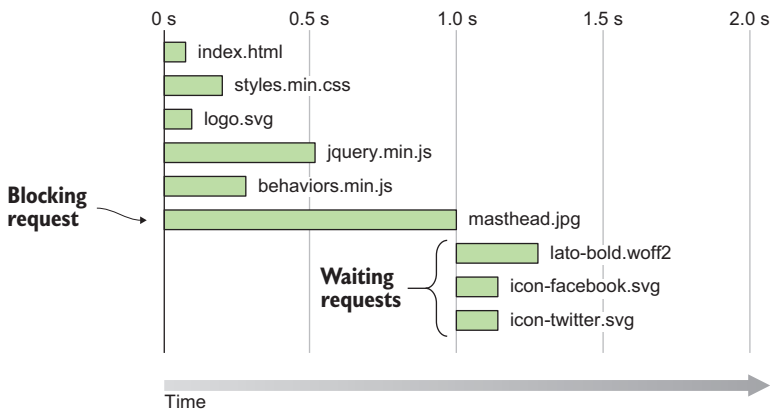 0 s 0.5 s 1.0 s 1.5 s 2.0 s
index.html
styles.min.css
logo.svg
jquery.min.js
behaviors.min.js
Blocking
request
masthead.jpg
lato-bold.woff2
Waiting
requests
icon-facebook.svg
icon-twitter.svg
Time